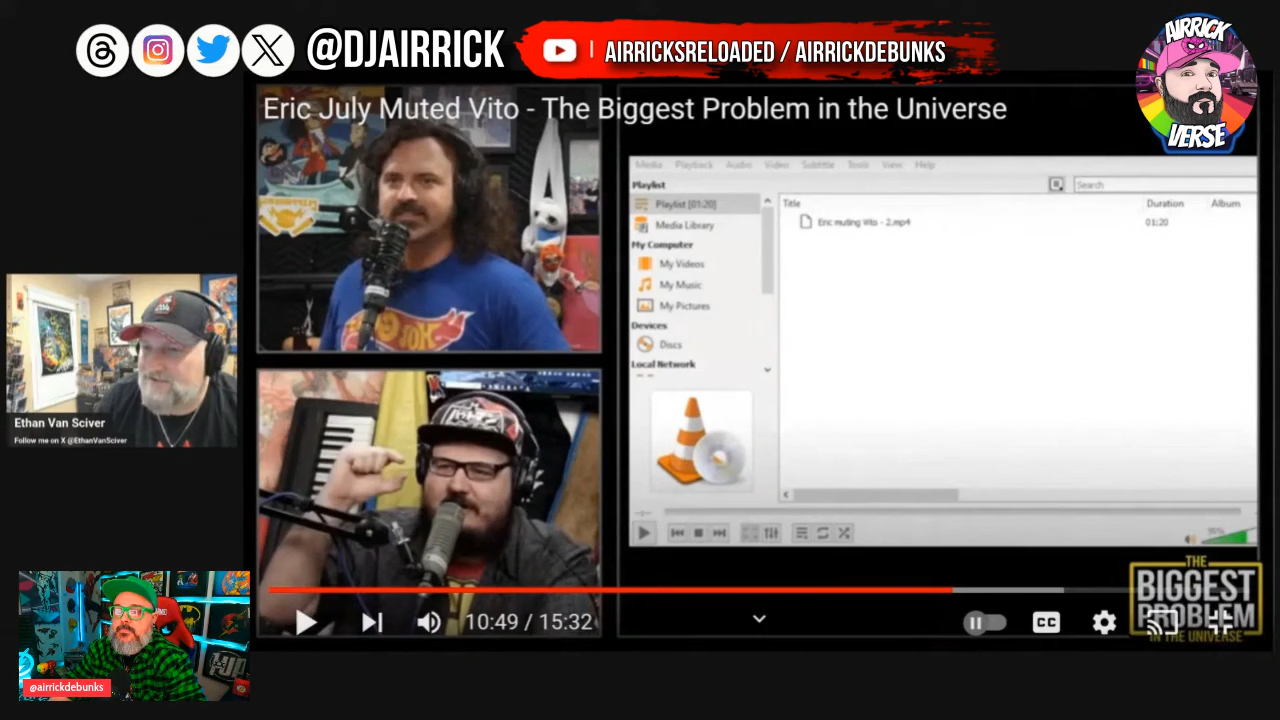 @DJAIRRICK
AIRRICKSRELOADED / AIRRICKDEBUNKS
AIRRICK
VERSE
Eric July Muted Vito - The Biggest Problem in the Universe
Media Playback Audio Video Subtitle Tools View Help
Playlist
Search
Playlist [01:20]
Title
Duration
Album
Media Library
Eric muting Vito - 2.mp4
01:20
My Computer
My Videos
My Music
My Pictures
Devices
Discs
Local Network
95%
Ethan Van Sciver
Follow me on X @EthanVanSciver
THE
BIGGEST
PROBLEM
IN THE UNIVERSE
10:49 / 15:32
CC
@airrickdebunks